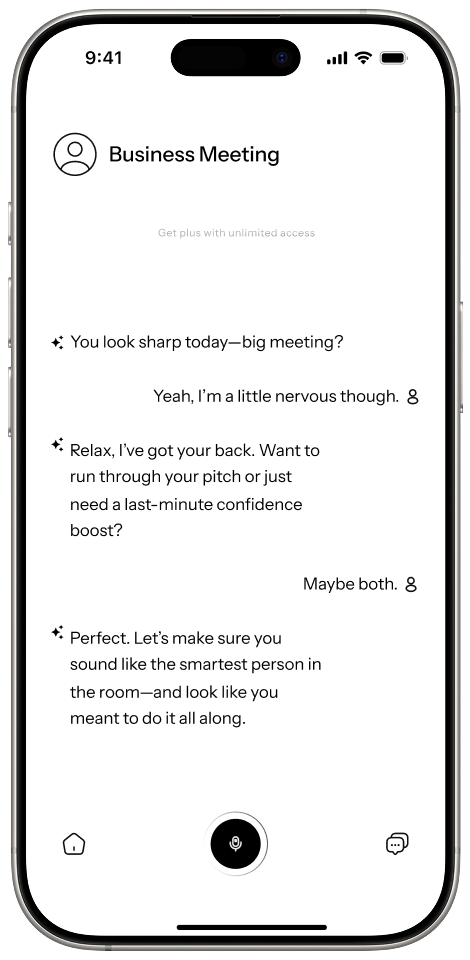 9:41
Business Meeting
Get plus with unlimited access
You look sharp today—big meeting?
Yeah, I’m a little nervous though.
Relax, I’ve got your back. Want to
run through your pitch or just
need a last-minute confidence
boost?
Maybe both.
Perfect. Let’s make sure you
sound like the smartest person in
the room—and look like you
meant to do it all along.